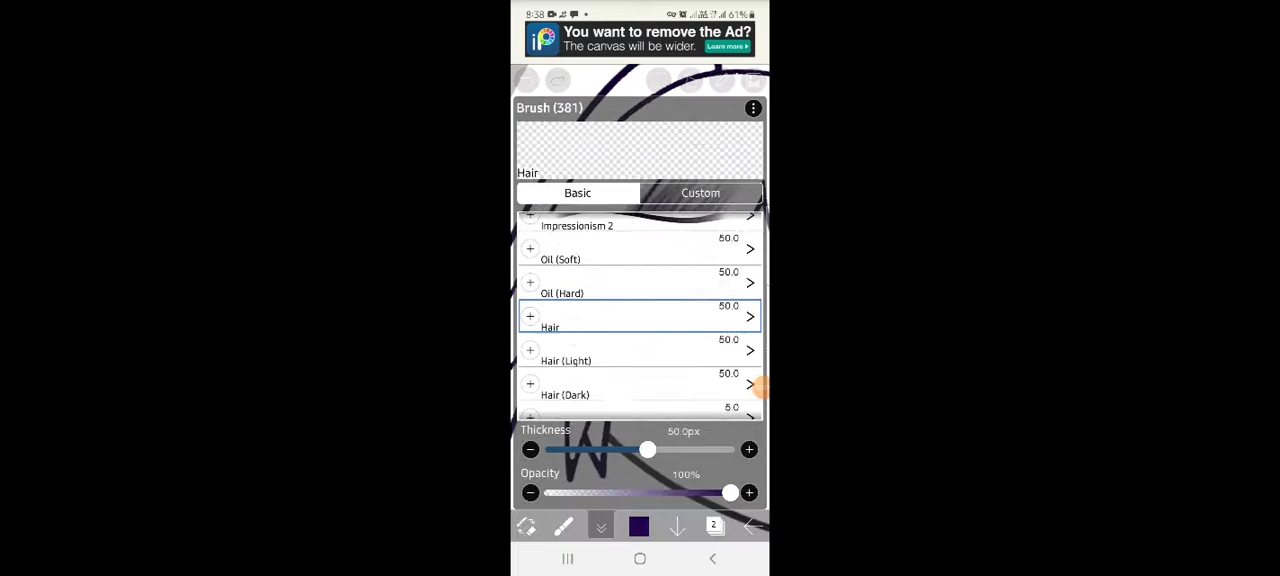 8:38
61%
You want to remove the Ad?
The canvas will be wider.
Learn more
Brush (381)
Hair
Basic
Custom
Impressionism 2
50.0
Oil (Soft)
50.0
Oil (Hard)
50.0
Hair
50.0
Hair (Light)
50.0
Hair (Dark)
6.0
Thickness
50.0px
Opacity
100%
2